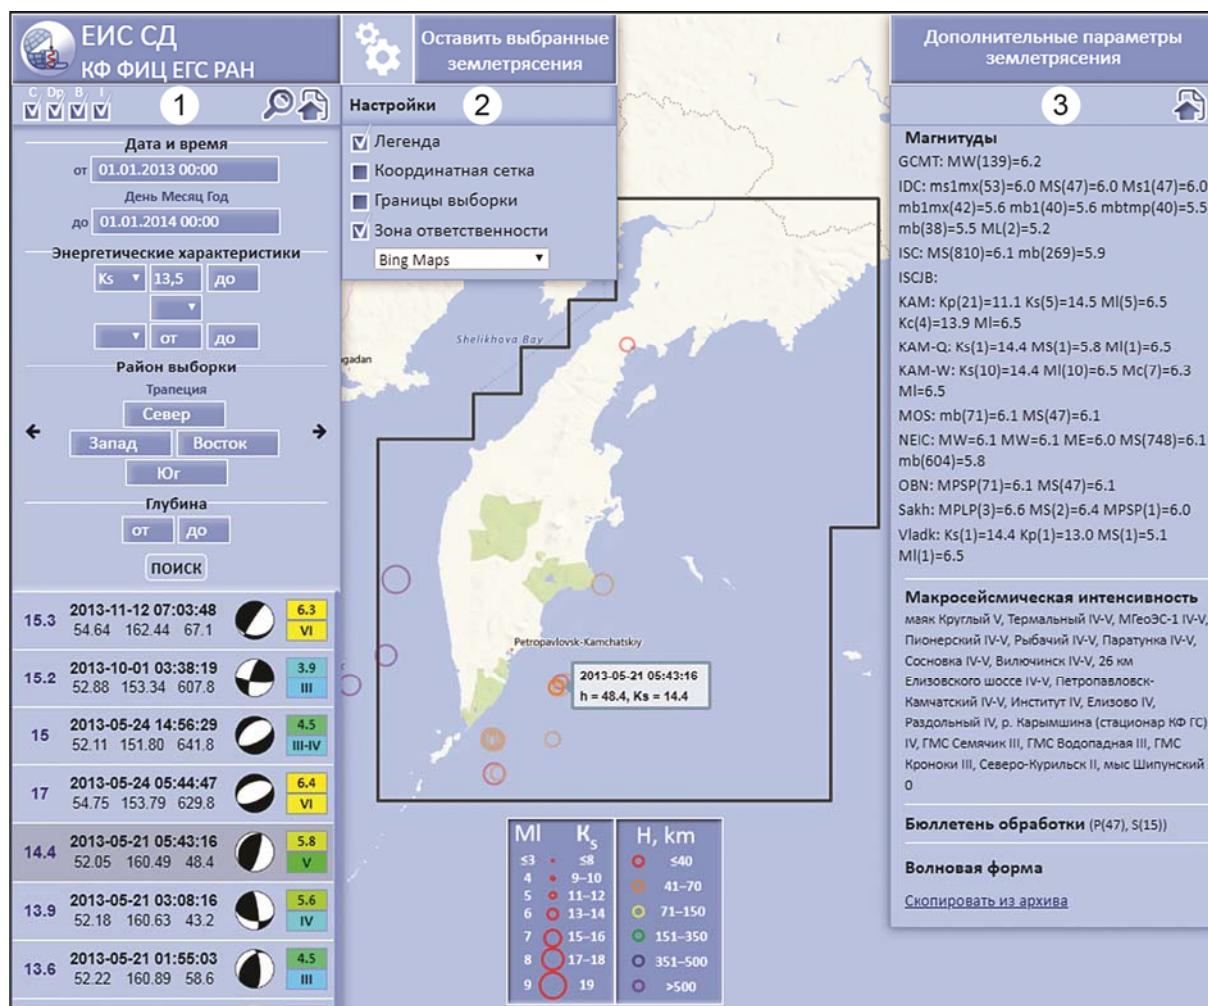 ЕИС СД
КФ ФИЦ ЕГС РАН
C Dp B I
1
Дата и время
от 01.01.2013 00:00
День Месяц Год
до 01.01.2014 00:00
Энергетические характеристики
Ks 13,5 до
от до
Район выборки
Трапеция
Север
Запад Восток
Юг
Глубина
от до
ПОИСК
15.3 2013-11-12 07:03:48 6.3
54.64 162.44 67.1 VI
15.2 2013-10-01 03:38:19 3.9
52.88 153.34 607.8 III
15 2013-05-24 14:56:29 4.5
52.11 151.80 641.8 III-IV
17 2013-05-24 05:44:47 6.4
54.75 153.79 629.8 VI
14.4 2013-05-21 05:43:16 5.8
52.05 160.49 48.4 V
13.9 2013-05-21 03:08:16 5.6
52.18 160.63 43.2 IV
13.6 2013-05-21 01:55:03 4.5
52.22 160.89 58.6 III
Оставить выбранные
землетрясения
Настройки 2
Легенда
Координатная сетка
Границы выборки
Зона ответственности
Bing Maps
Shelikhova Bay
gadan
Petropavlovsk-Kamchatskiy
2013-05-21 05:43:16
h = 48.4, Ks = 14.4
Ml Ks H, km
≤3 ≤8 ≤40
4 9–10 41–70
5 11–12 71–150
6 13–14 151–350
7 15–16 351–500
8 17–18 >500
9 19
Дополнительные параметры
землетрясения
3
Магнитуды
GCMT: MW(139)=6.2
IDC: ms1mx(53)=6.0 MS(47)=6.0 Ms1(47)=6.0
mb1mx(42)=5.6 mb1(40)=5.6 mbtmp(40)=5.5
mb(38)=5.5 ML(2)=5.2
ISC: MS(810)=6.1 mb(269)=5.9
ISCJB:
KAM: Kp(21)=11.1 Ks(5)=14.5 Ml(5)=6.5
Kc(4)=13.9 Ml=6.5
KAM-Q: Ks(1)=14.4 MS(1)=5.8 Ml(1)=6.5
KAM-W: Ks(10)=14.4 Ml(10)=6.5 Mc(7)=6.3
Ml=6.5
MOS: mb(71)=6.1 MS(47)=6.1
NEIC: MW=6.1 MW=6.1 ME=6.0 MS(748)=6.1
mb(604)=5.8
OBN: MPSP(71)=6.1 MS(47)=6.1
Sakh: MPLP(3)=6.6 MS(2)=6.4 MPSP(1)=6.0
Vladk: Ks(1)=14.4 Kp(1)=13.0 MS(1)=5.1
Ml(1)=6.5
Макросейсмическая интенсивность
маяк Круглый V, Термальный IV-V, МГеоЭС-1 IV-V,
Пионерский IV-V, Рыбачий IV-V, Паратунка IV-V,
Сосновка IV-V, Вилючинск IV-V, 26 км
Елизовского шоссе IV-V, Петропавловск-
Камчатский IV-V, Институт IV, Елизово IV,
Раздольный IV, р. Карымшина (стационар КФ ГС)
IV, ГМС Семячик III, ГМС Водопадная III, ГМС
Кроноки III, Северо-Курильск II, мыс Шипунский
0
Бюллетень обработки (P(47), S(15))
Волновая форма
Скопировать из архива